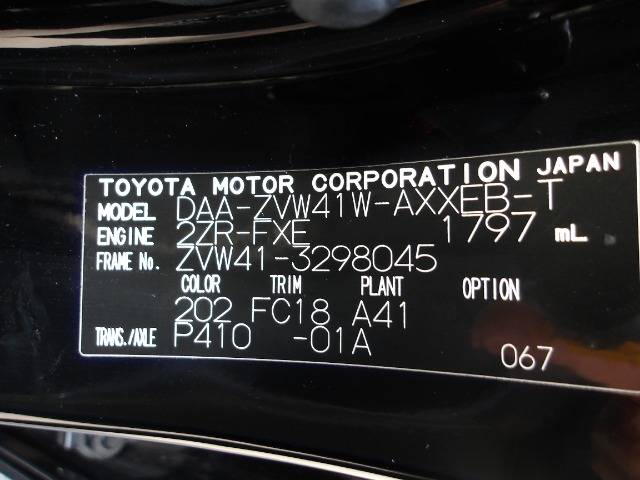 TOYOTA MOTOR CORPORATION JAPAN
MODEL DAA-ZVW41W-AXXEB-T
ENGINE 2ZR-FXE 1797 mL
FRAME No. ZVW41-3298045
COLOR TRIM PLANT OPTION
202 FC18 A41
TRANS./AXLE P410 -01A
067